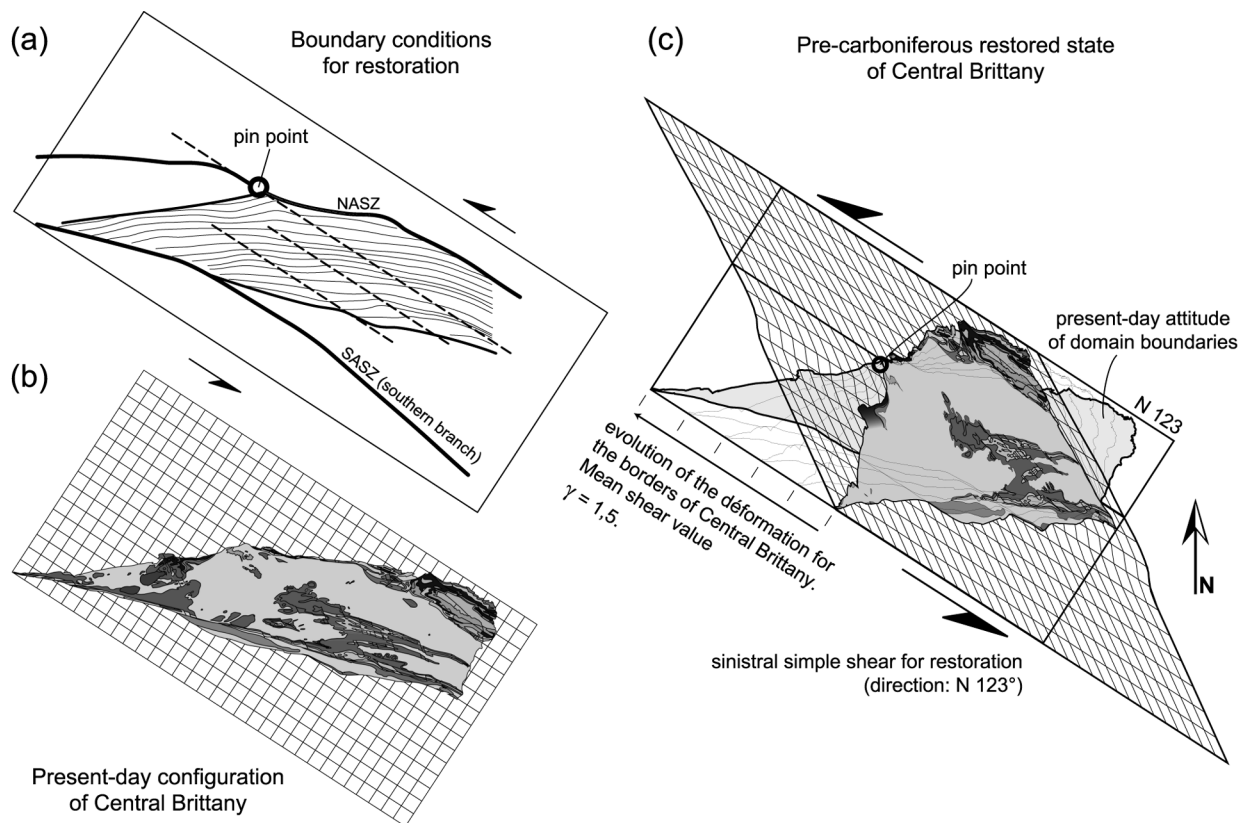 (a)
Boundary conditions
for restoration
pin point
NASZ
SASZ (southern branch)
(b)
Present-day configuration
of Central Brittany
(c)
Pre-carboniferous restored state
of Central Brittany
pin point
present-day attitude
of domain boundaries
N 123
evolution of the déformation for
the borders of Central Brittany.
Mean shear value
γ = 1,5.
N
sinistral simple shear for restoration
(direction: N 123°)